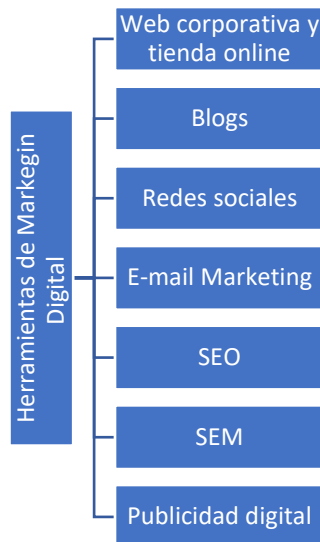 Herramientas de Markegin
Digital
Web corporativa y
tienda online
Blogs
Redes sociales
E-mail Marketing
SEO
SEM
Publicidad digital